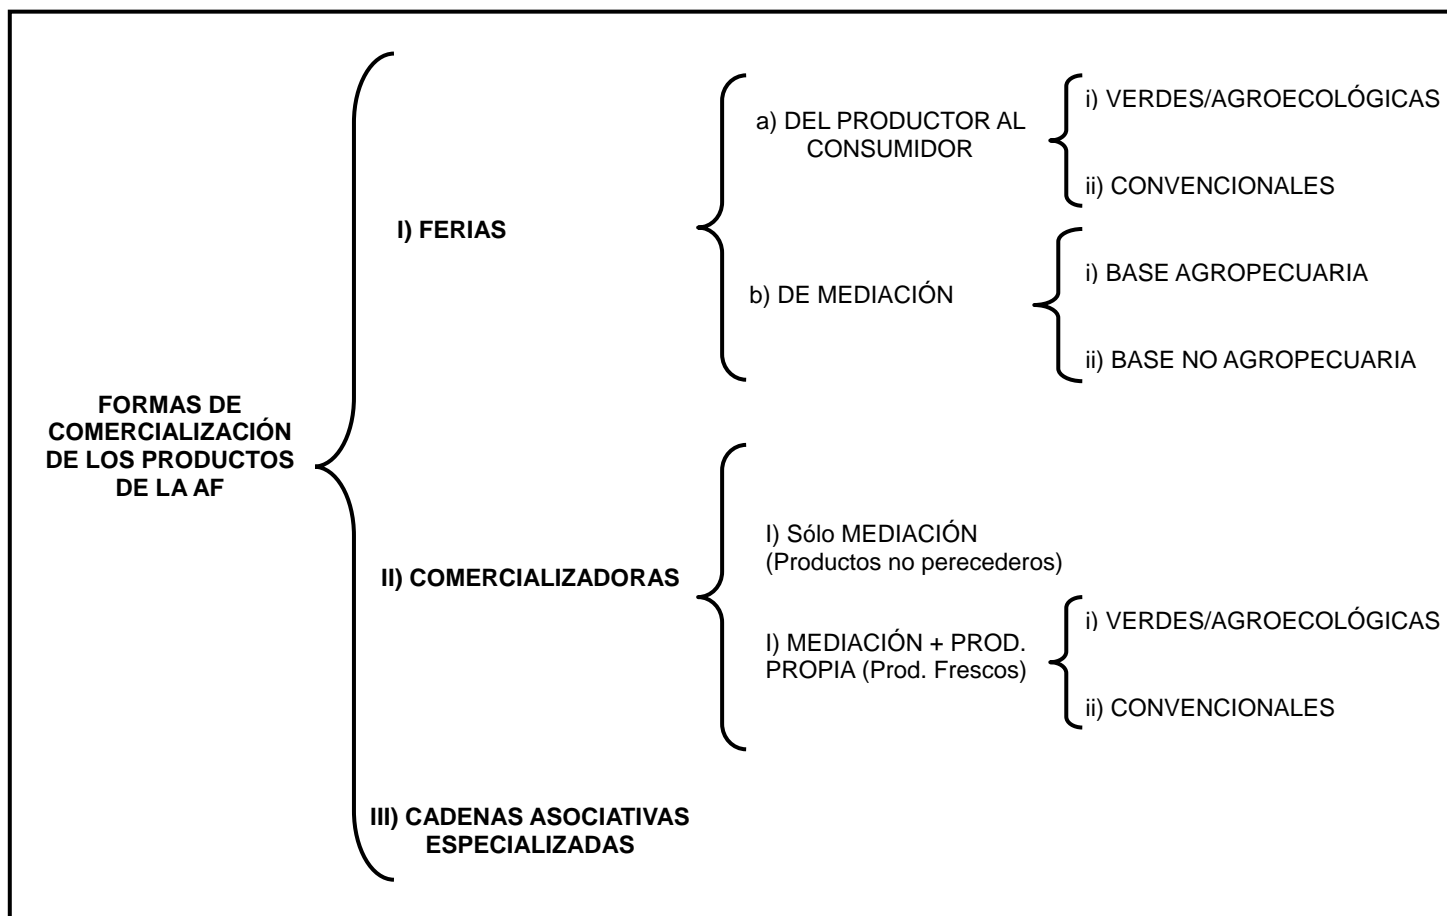 FORMAS DE
COMERCIALIZACIÓN
DE LOS PRODUCTOS
DE LA AF
I) FERIAS
a) DEL PRODUCTOR AL
CONSUMIDOR
i) VERDES/AGROECOLÓGICAS
ii) CONVENCIONALES
b) DE MEDIACIÓN
i) BASE AGROPECUARIA
ii) BASE NO AGROPECUARIA
II) COMERCIALIZADORAS
I) Sólo MEDIACIÓN
(Productos no perecederos)
I) MEDIACIÓN + PROD.
PROPIA (Prod. Frescos)
i) VERDES/AGROECOLÓGICAS
ii) CONVENCIONALES
III) CADENAS ASOCIATIVAS
ESPECIALIZADAS